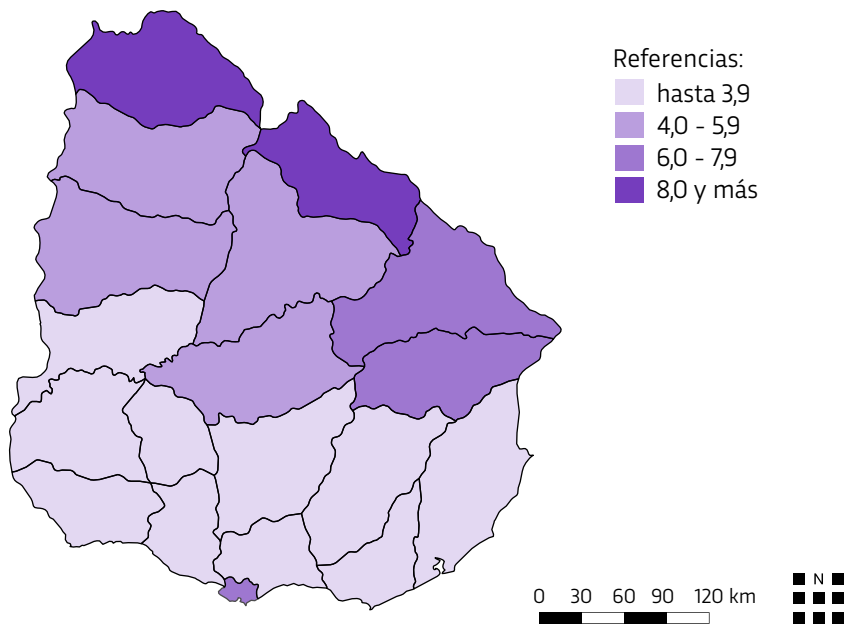 Referencias:
hasta 3,9
4,0 - 5,9
6,0 - 7,9
8,0 y más
0 30 60 90 120 km
N